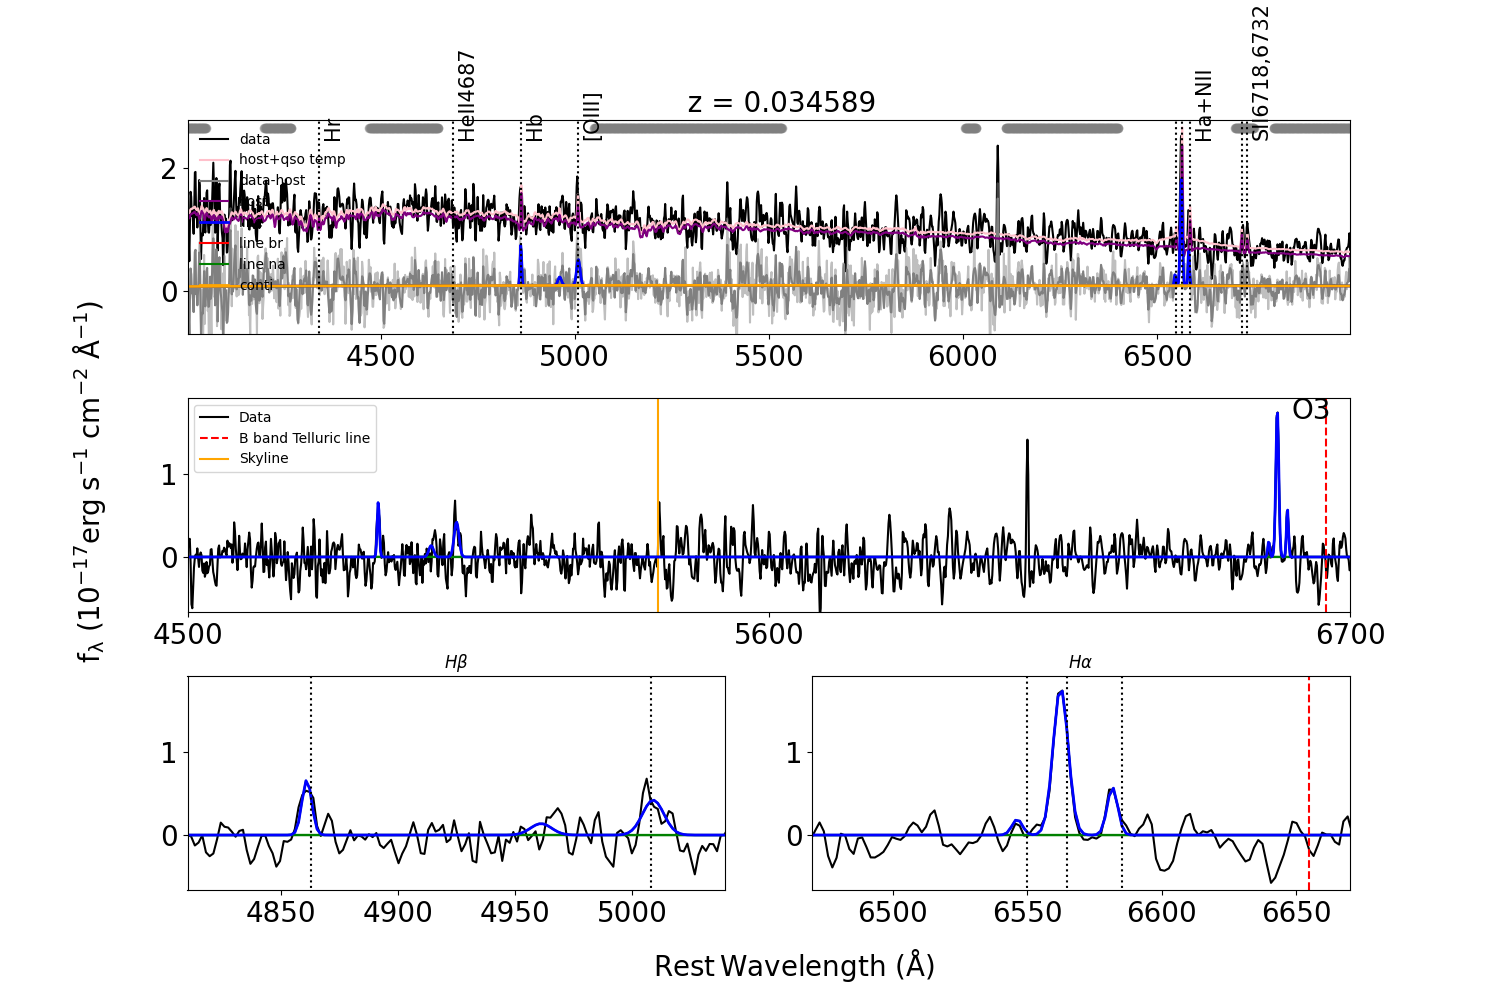 z = 0.034589
Hr
HeII4687
Hb
[OIII]
Ha+NII
SII6718,6732
data
host+qso temp
data-host
line br
line na
conti
2
0
4500
5000
5500
6000
6500
Data
B band Telluric line
Skyline
O3
1
0
4500
5600
6700
fλ (10⁻¹⁷erg s⁻¹ cm⁻² Å⁻¹)
Hβ
1
0
4850
4900
4950
5000
Hα
1
0
6500
6550
6600
6650
Rest Wavelength (Å)